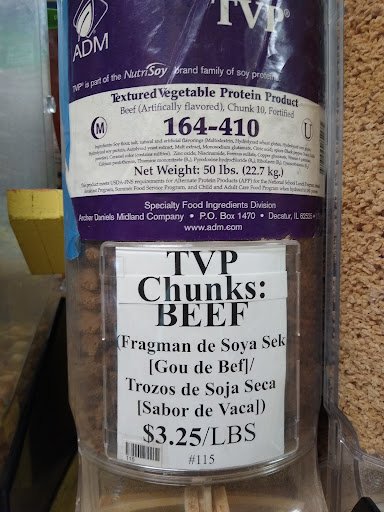 TVP®
ADM
TVP® is part of the NutriSoy brand family of soy protein
Textured Vegetable Protein Product
Beef (Artifically flavored), Chunk 10, Fortified
M
164-410
U
Net Weight: 50 lbs. (22.7 kg.)
Specialty Food Ingredients Division
Archer Daniels Midland Company • P.O. Box 1470 • Decatur, IL 62535
www.adm.com
TVP
Chunks:
BEEF
(Fragman de Soya Sek
[Gou de Bef]/
Trozos de Soja Seca
[Sabor de Vaca])
$3.25/LBS
#115